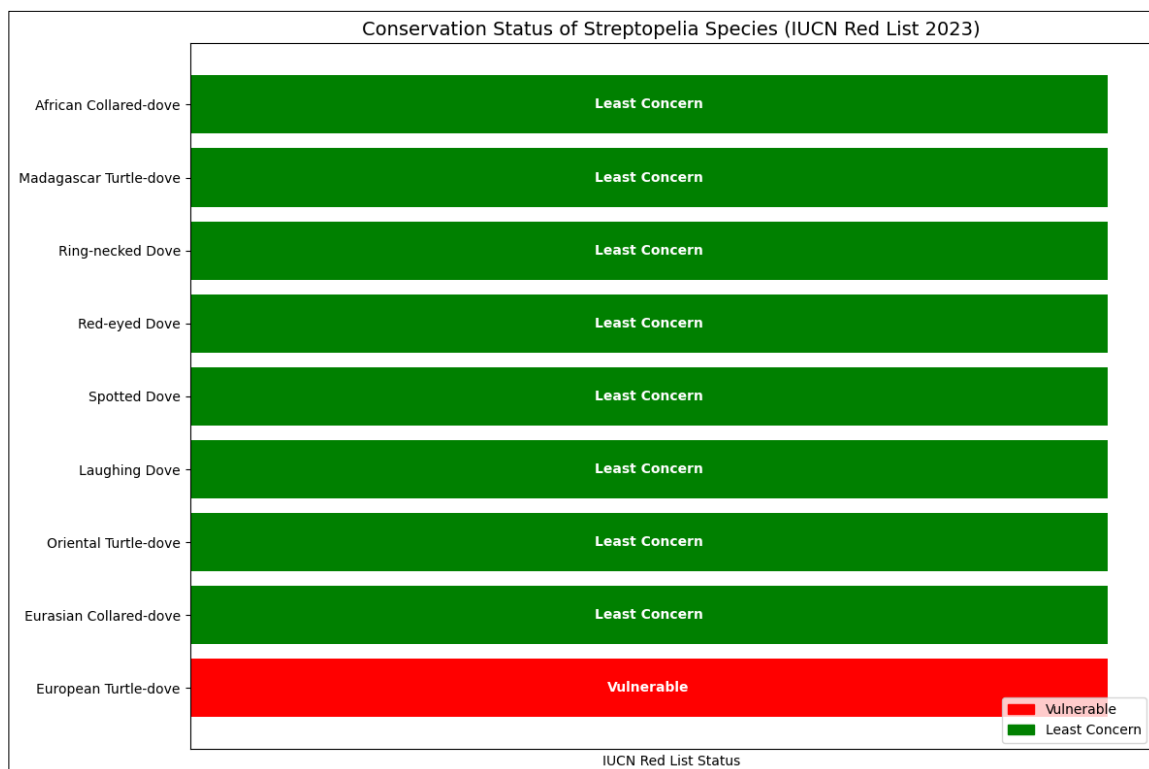 Conservation Status of Streptopelia Species (IUCN Red List 2023)
African Collared-dove
Least Concern
Madagascar Turtle-dove
Least Concern
Ring-necked Dove
Least Concern
Red-eyed Dove
Least Concern
Spotted Dove
Least Concern
Laughing Dove
Least Concern
Oriental Turtle-dove
Least Concern
Eurasian Collared-dove
Least Concern
European Turtle-dove
Vulnerable
Vulnerable
Least Concern
IUCN Red List Status